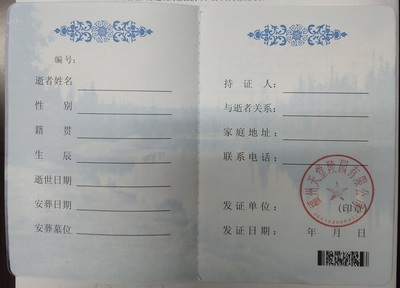 编号:
逝者姓名
性别
籍贯
生辰
逝世日期
安葬日期
安葬墓位
持证人:
与逝者关系:
家庭地址:
联系电话:
发证单位: (印章)
发证日期: 年 月 日